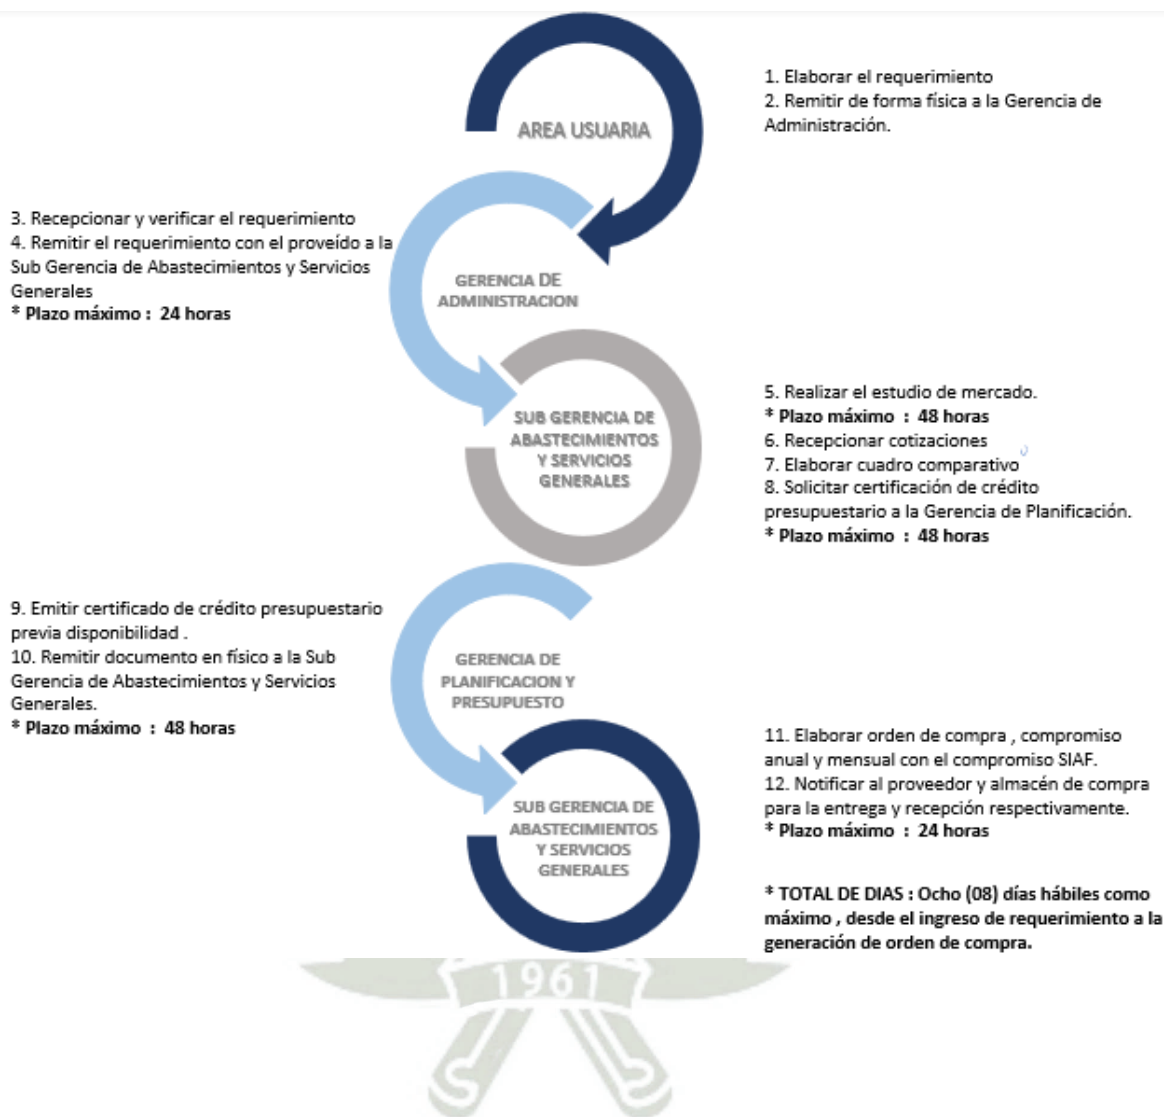 AREA USUARIA
1. Elaborar el requerimiento
2. Remitir de forma física a la Gerencia de
Administración.
3. Recepcionar y verificar el requerimiento
4. Remitir el requerimiento con el proveído a la
Sub Gerencia de Abastecimientos y Servicios
Generales
* Plazo máximo : 24 horas
GERENCIA DE
ADMINISTRACION
SUB GERENCIA DE
ABASTECIMIENTOS
Y SERVICIOS
GENERALES
5. Realizar el estudio de mercado.
* Plazo máximo : 48 horas
6. Recepcionar cotizaciones
7. Elaborar cuadro comparativo
8. Solicitar certificación de crédito
presupuestario a la Gerencia de Planificación.
* Plazo máximo : 48 horas
9. Emitir certificado de crédito presupuestario
previa disponibilidad .
10. Remitir documento en físico a la Sub
Gerencia de Abastecimientos y Servicios
Generales.
* Plazo máximo : 48 horas
GERENCIA DE
PLANIFICACION Y
PRESUPUESTO
SUB GERENCIA DE
ABASTECIMIENTOS
Y SERVICIOS
GENERALES
11. Elaborar orden de compra , compromiso
anual y mensual con el compromiso SIAF.
12. Notificar al proveedor y almacén de compra
para la entrega y recepción respectivamente.
* Plazo máximo : 24 horas
* TOTAL DE DIAS : Ocho (08) días hábiles como
máximo , desde el ingreso de requerimiento a la
generación de orden de compra.
1961